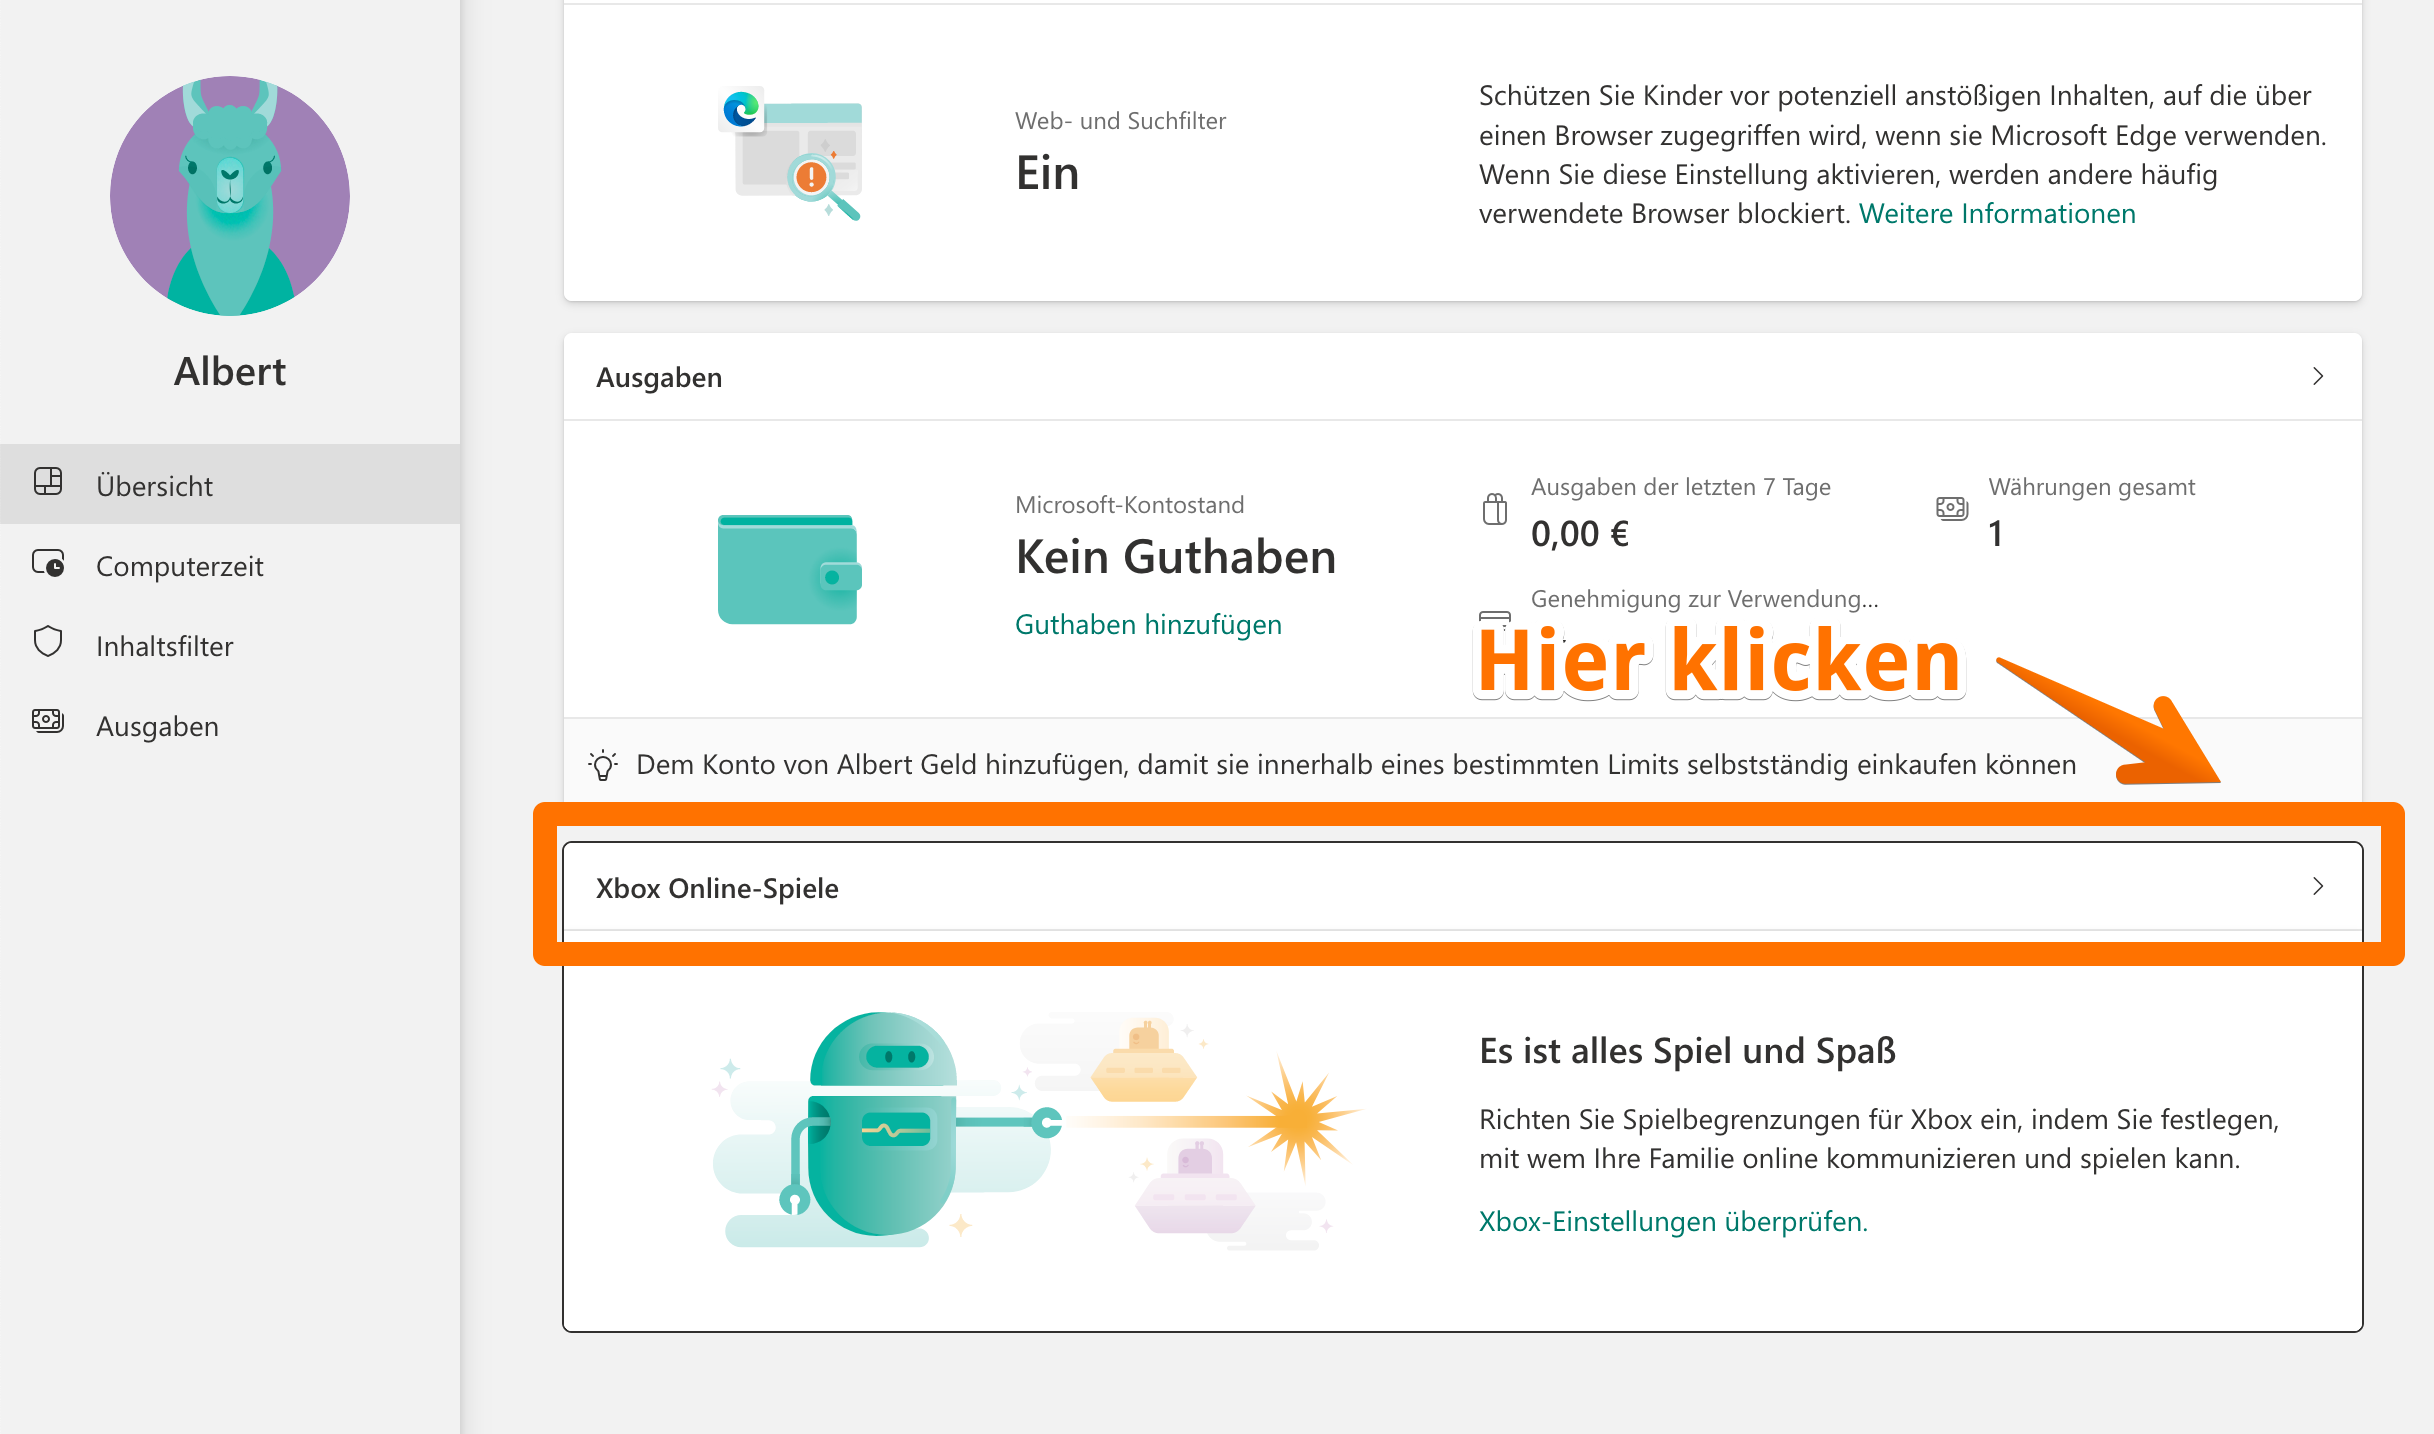 Albert
Übersicht
Computerzeit
Inhaltsfilter
Ausgaben
Web- und Suchfilter
Ein
Schützen Sie Kinder vor potenziell anstößigen Inhalten, auf die über
einen Browser zugegriffen wird, wenn sie Microsoft Edge verwenden.
Wenn Sie diese Einstellung aktivieren, werden andere häufig
verwendete Browser blockiert. Weitere Informationen
Ausgaben
Microsoft-Kontostand
Kein Guthaben
Guthaben hinzufügen
Ausgaben der letzten 7 Tage
0,00 €
Währungen gesamt
1
Genehmigung zur Verwendung...
Hier klicken
Dem Konto von Albert Geld hinzufügen, damit sie innerhalb eines bestimmten Limits selbstständig einkaufen können
Xbox Online-Spiele
Es ist alles Spiel und Spaß
Richten Sie Spielbegrenzungen für Xbox ein, indem Sie festlegen,
mit wem Ihre Familie online kommunizieren und spielen kann.
Xbox-Einstellungen überprüfen.